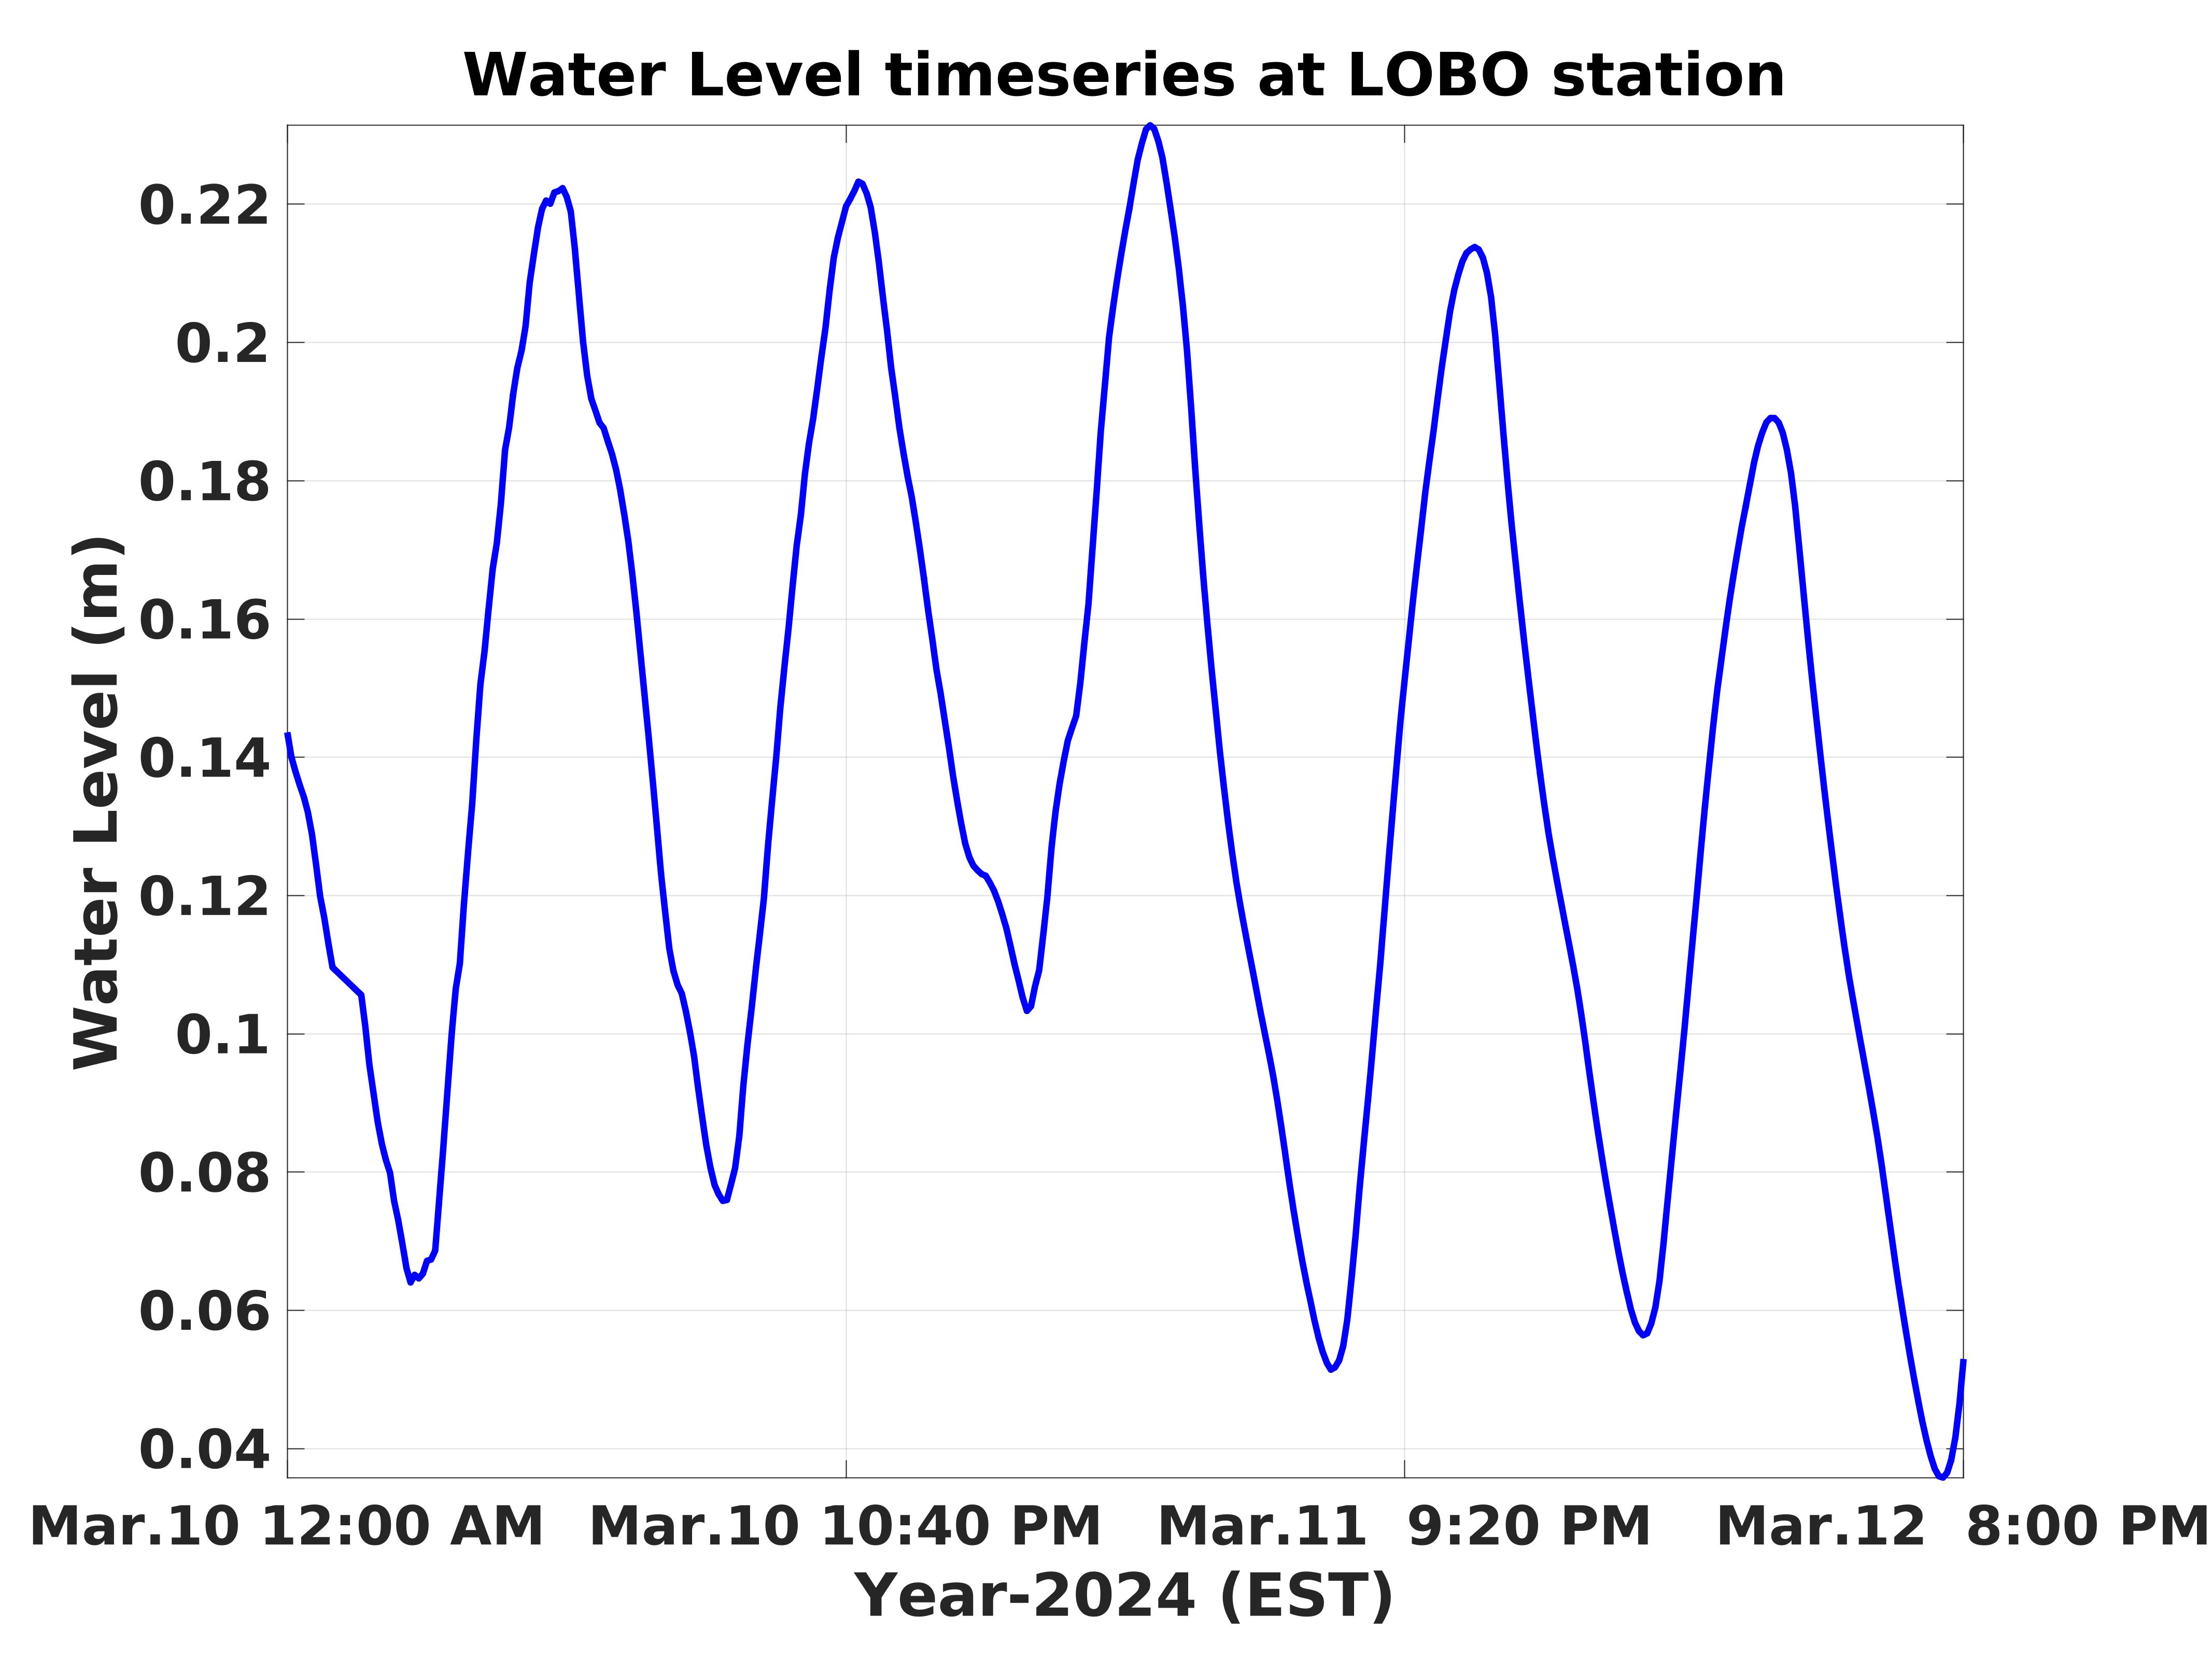 Water Level timeseries at LOBO station
0.22
0.2
0.18
0.16
0.14
0.12
0.1
0.08
0.06
0.04
Water Level (m)
Mar.10 12:00 AM Mar.10 10:40 PM Mar.11 9:20 PM Mar.12 8:00 PM
Year-2024 (EST)